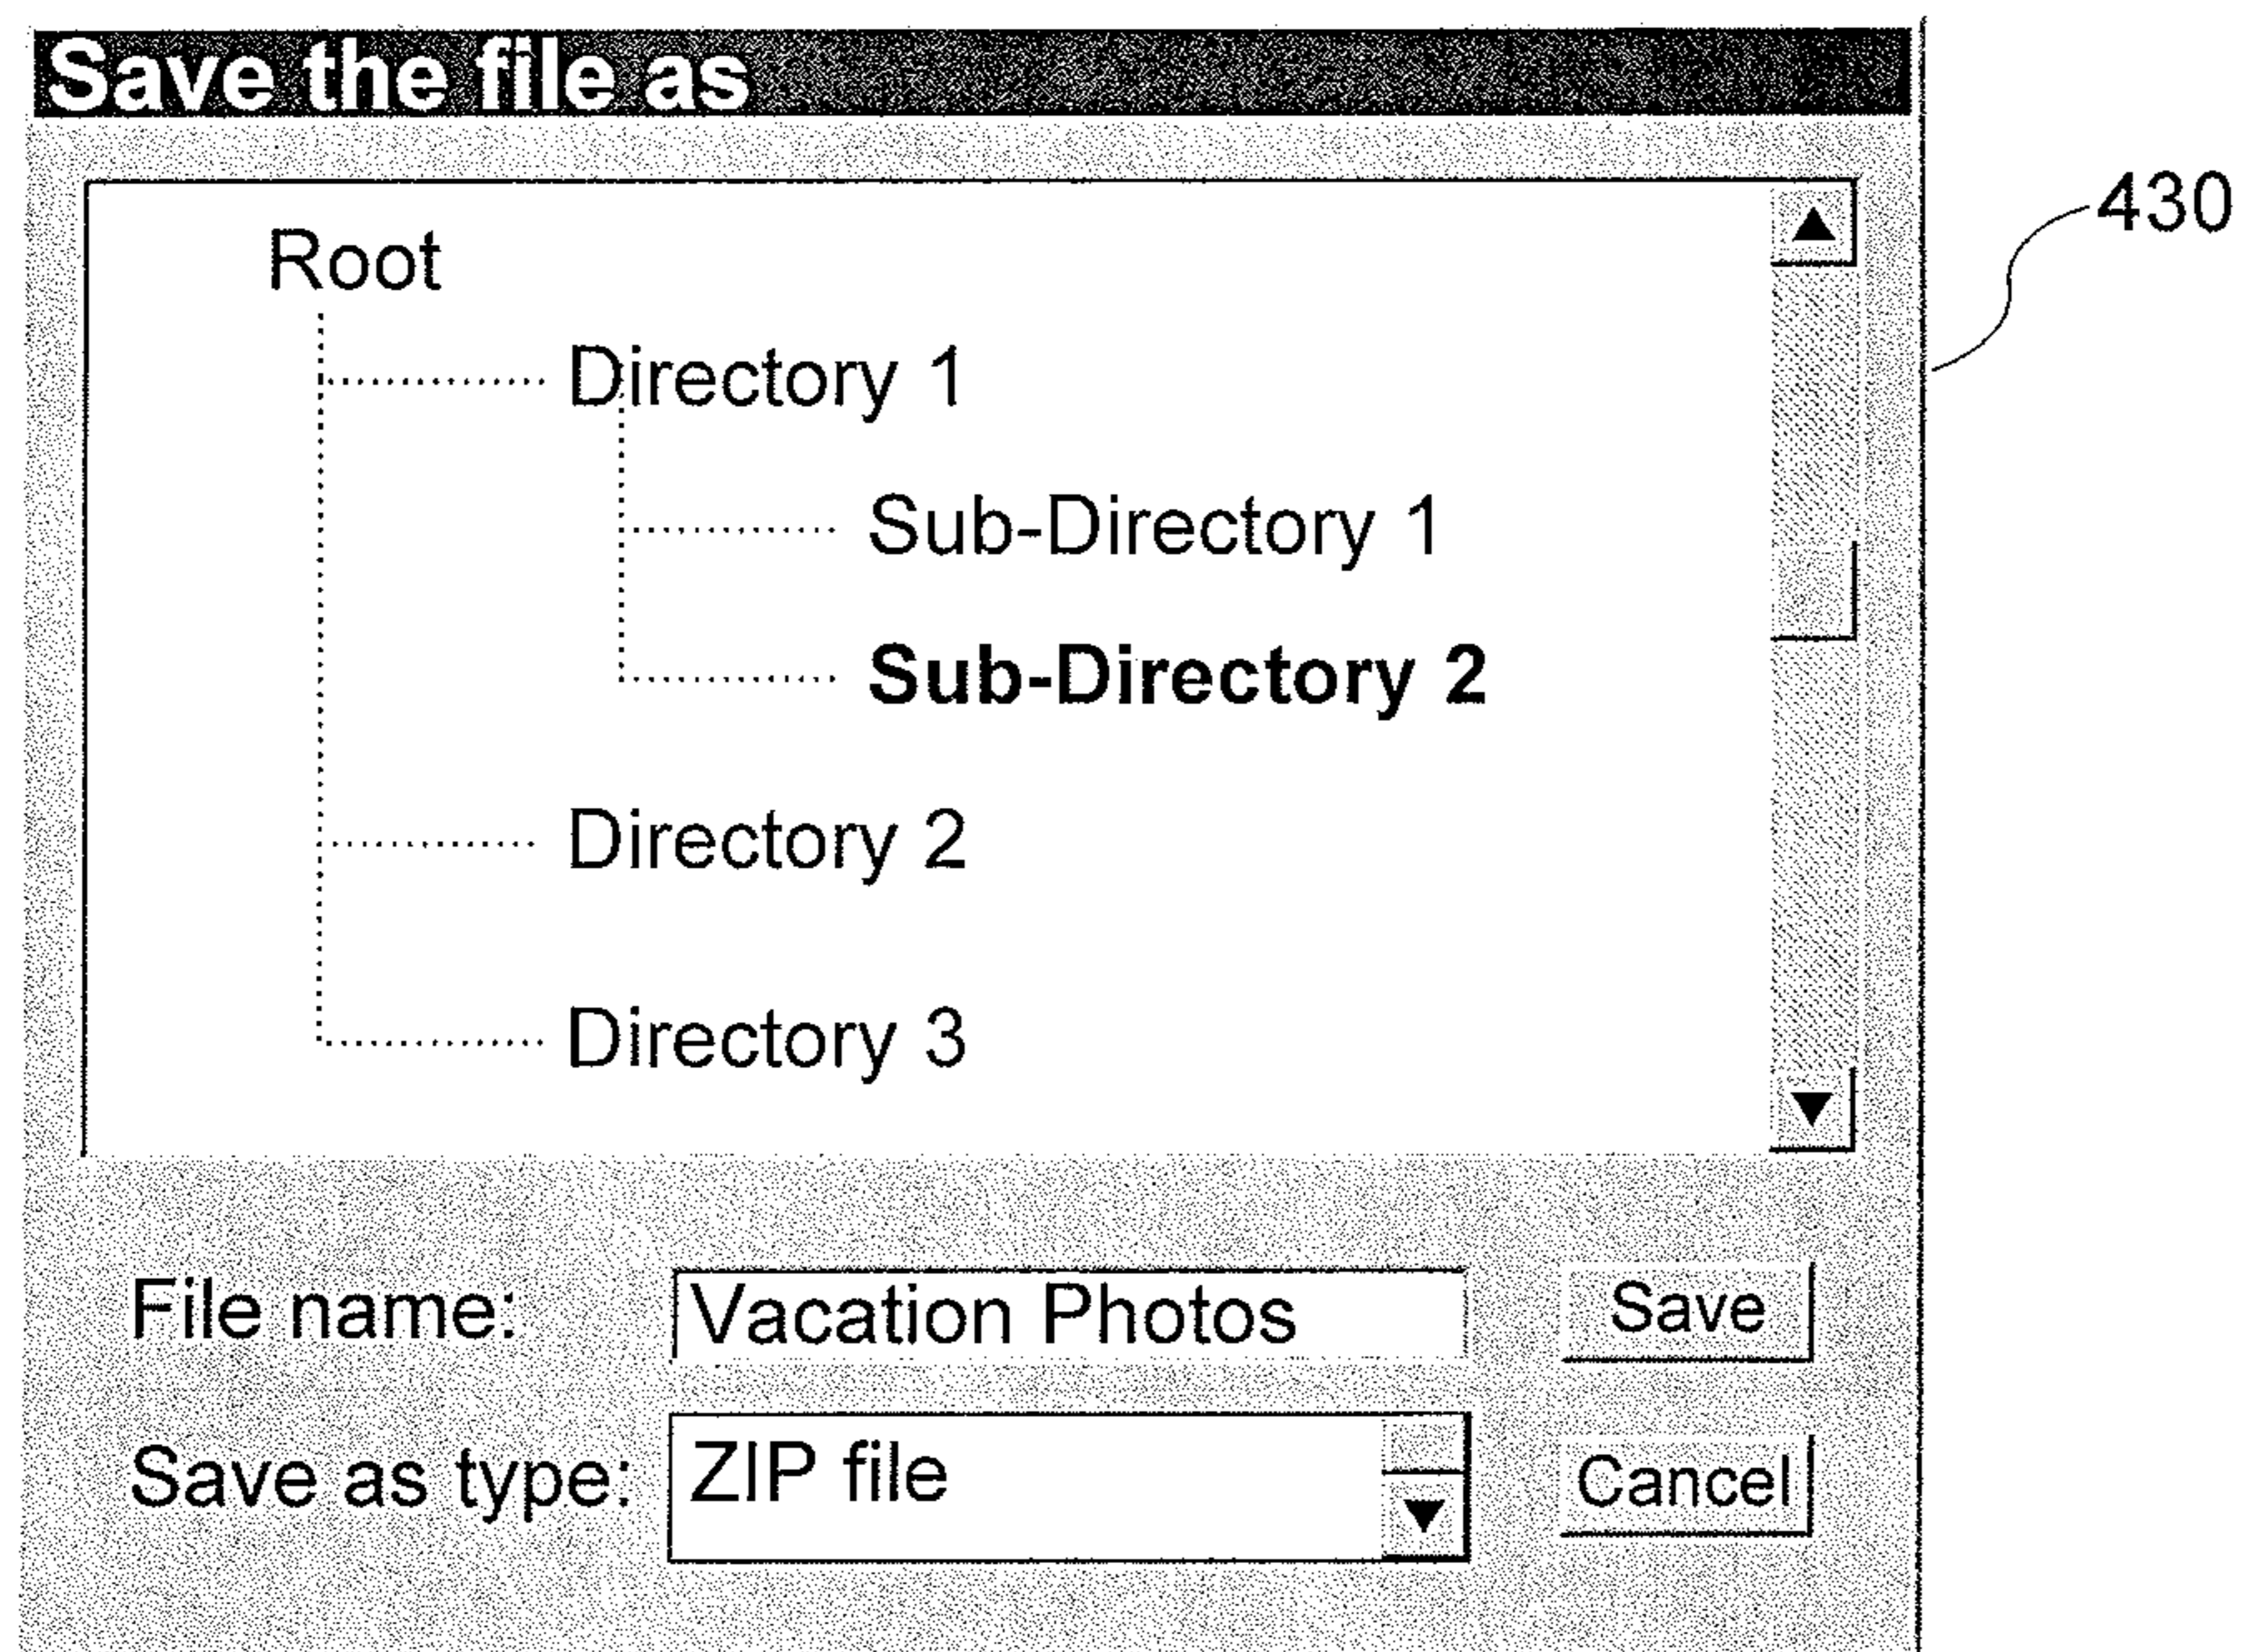 Save the file as
430
Root
Directory 1
Sub-Directory 1
Sub-Directory 2
Directory 2
Directory 3
File name: Vacation Photos Save
Save as type: ZIP file Cancel